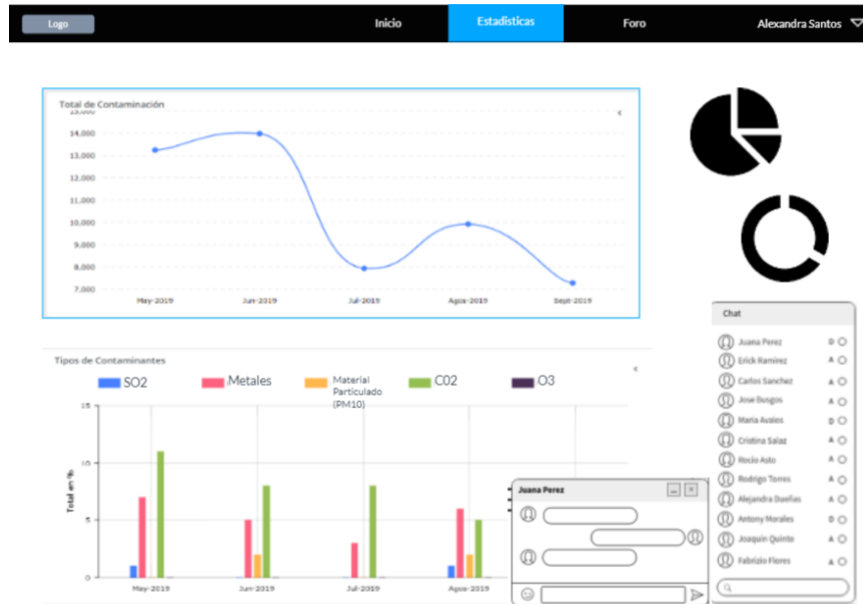 Logo
Inicio
Estadísticas
Foro
Alexandra Santos
Total de Contaminación
15,000
14,000
13,000
12,000
11,000
10,000
9,000
8,000
7,000
May-2019
Jun-2019
Jul-2019
Agos-2019
Sept-2019
Tipos de Contaminantes
SO2
Metales
Material
Particulado
(PM10)
C02
O3
Total en %
15
10
5
0
May-2019
Jun-2019
Jul-2019
Agos-2019
Juana Perez
Chat
Juana Perez D
Erick Ramirez A
Carlos Sanchez A
Jose Busgos A
Maria Avalos D
Cristina Salaz A
Rocío Asto A
Rodrigo Torres A
Alejandra Dueñas A
Antony Morales D
Joaquin Quinto A
Fabrizio Flores A